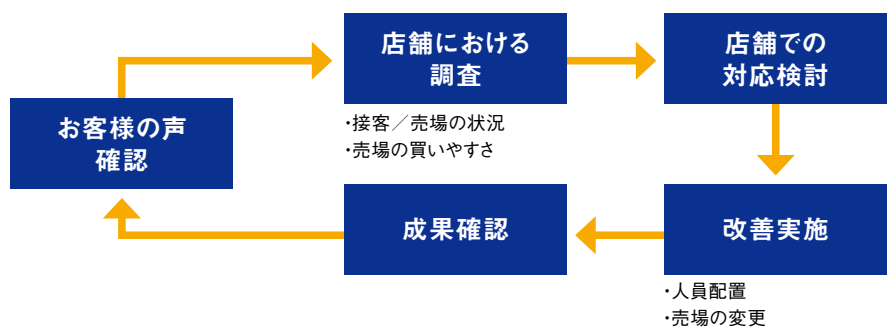 お客様の声
確認
店舗における
調査
・接客／売場の状況
・売場の買いやすさ
店舗での
対応検討
改善実施
・人員配置
・売場の変更
成果確認